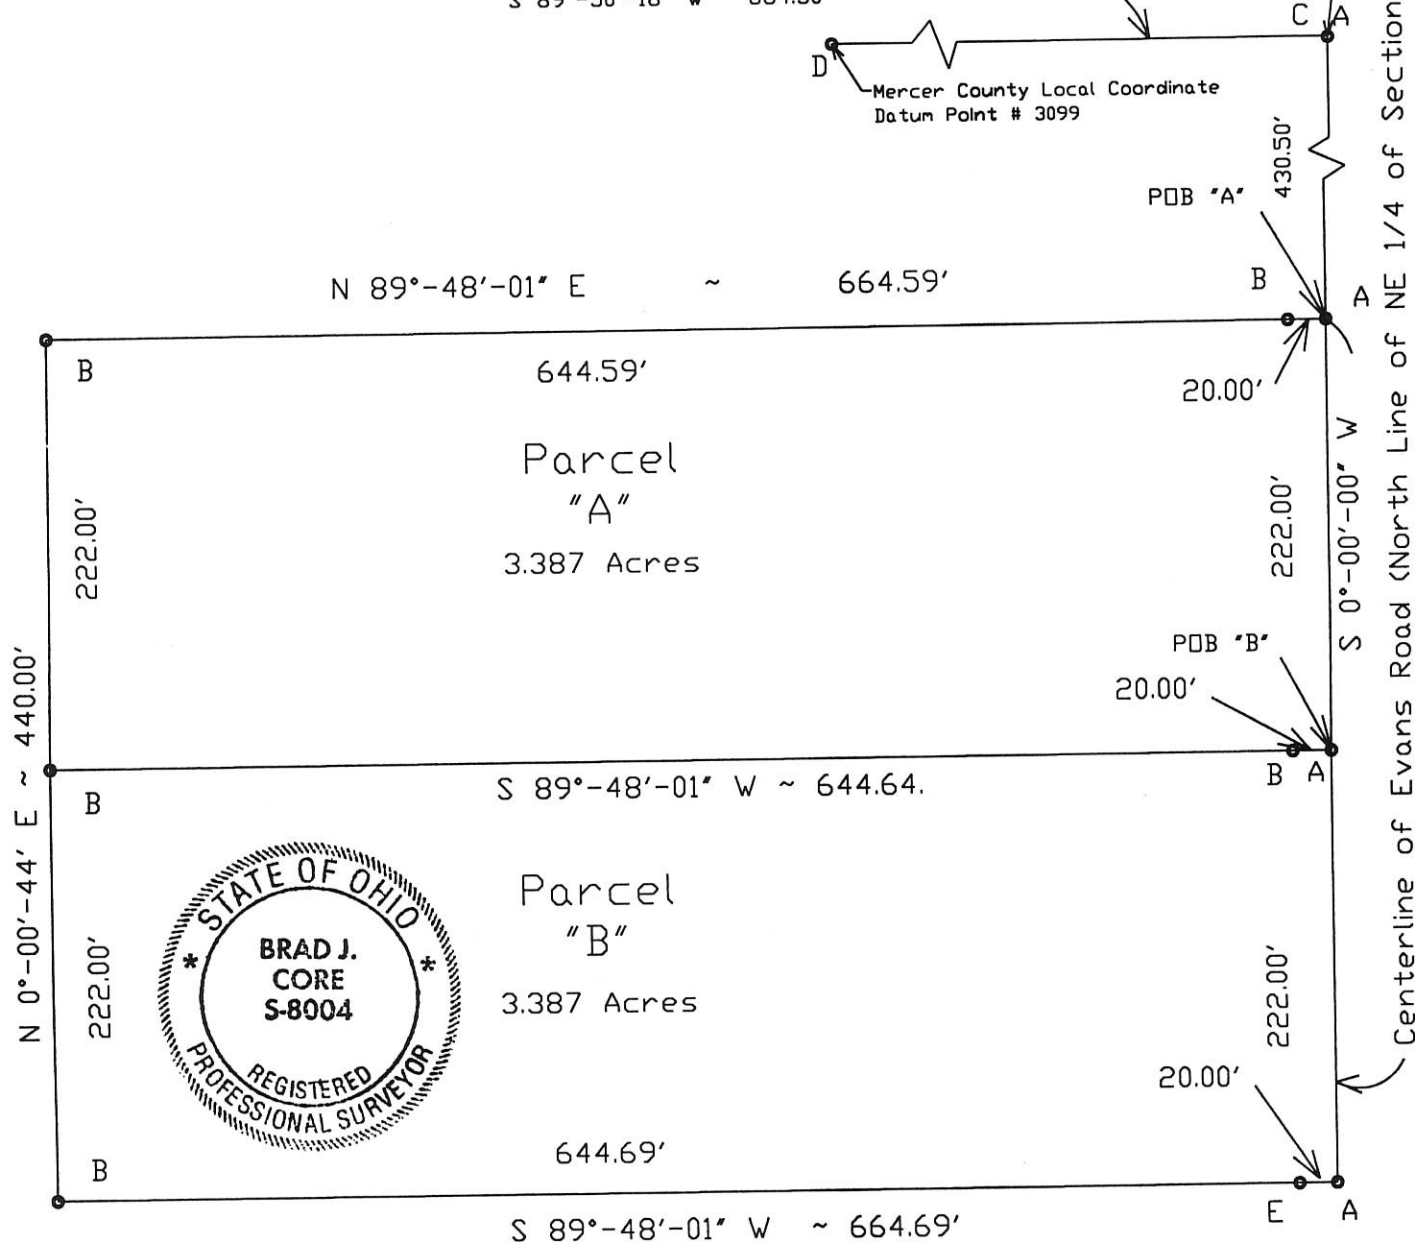 C A
D
Mercer County Local Coordinate
Datum Point # 3099
430.50'
POB "A"
N 89°-48'-01" E ~ 664.59'
B
A
B
644.59'
20.00'
Parcel
"A"
3.387 Acres
222.00'
222.00'
S 0°-00'-00" W
POB "B"
20.00'
N 0°-00'-44' E ~ 440.00'
B
S 89°-48'-01" W ~ 644.64.
B A
STATE OF OHIO
BRAD J.
CORE
S-8004
REGISTERED
PROFESSIONAL SURVEYOR
Parcel
"B"
3.387 Acres
222.00'
222.00'
20.00'
B
644.69'
E
A
S 89°-48'-01" W ~ 664.69'
Centerline of Evans Road (North Line of NE 1/4 of Section